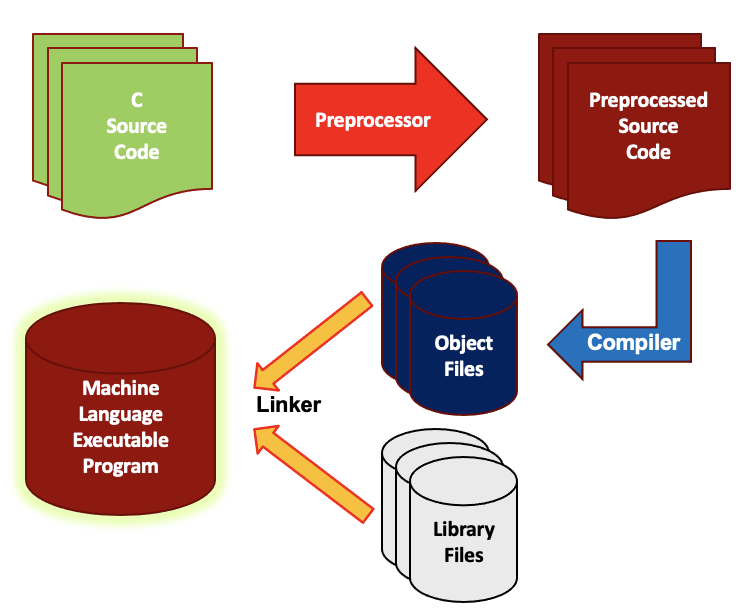 C
Source
Code
Preprocessor
Preprocessed
Source
Code
Compiler
Object
Files
Linker
Machine
Language
Executable
Program
Library
Files